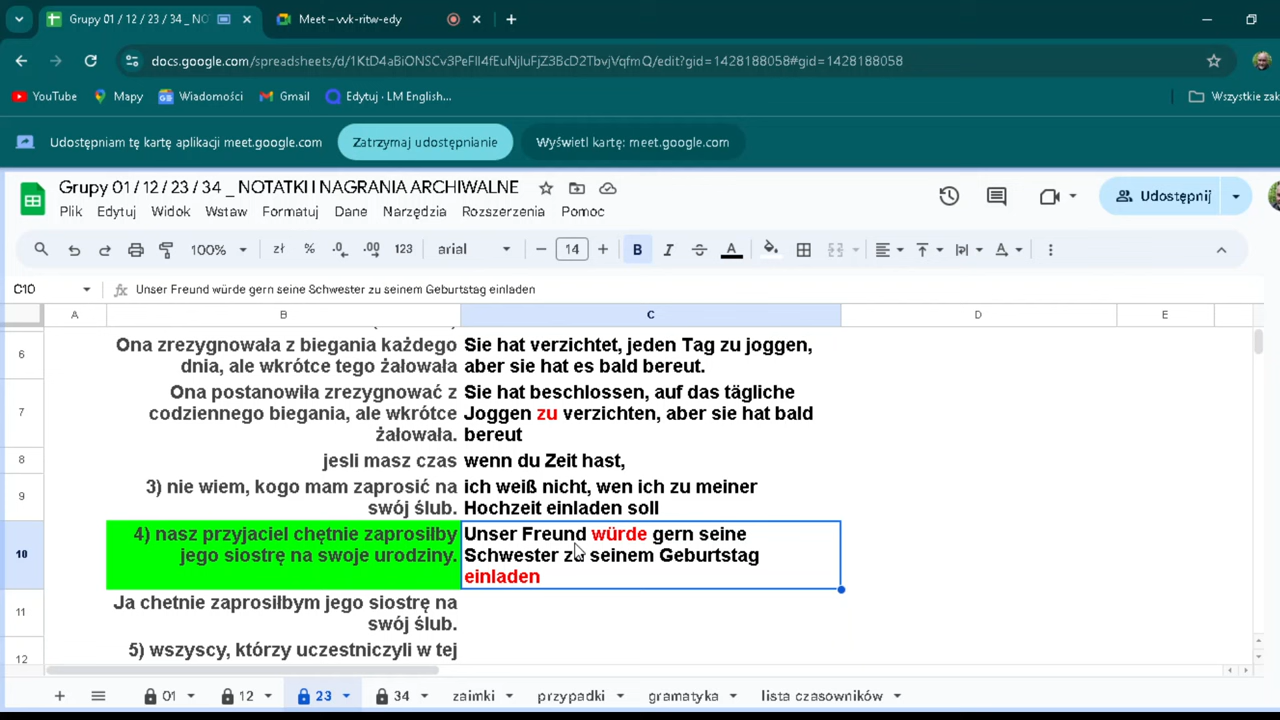 Grupy 01 / 12 / 23 / 34 _ NO
Meet – vvk-ritw-edy
docs.google.com/spreadsheets/d/1KtD4aBiONSCv3PeFlI4fEuNjluFjZ3BcD2TbvjVqfmQ/edit?gid=1428188058#gid=1428188058
YouTube
Mapy
Wiadomości
Gmail
Edytuj · LM English...
Wszystkie zak
Udostępniam tę kartę aplikacji meet.google.com
Zatrzymaj udostępnianie
Wyświetl kartę: meet.google.com
Grupy 01 / 12 / 23 / 34 _ NOTATKI I NAGRANIA ARCHIWALNE
Udostępnij
Plik Edytuj Widok Wstaw Formatuj Dane Narzędzia Rozszerzenia Pomoc
100% zł % .0 .00 123 arial 14 B I A
C10 fx Unser Freund würde gern seine Schwester zu seinem Geburtstag einladen
A B C D E
6
Ona zrezygnowała z biegania każdego
dnia, ale wkrótce tego żałowała
Sie hat verzichtet, jeden Tag zu joggen,
aber sie hat es bald bereut.
7
Ona postanowiła zrezygnować z
codziennego biegania, ale wkrótce
żałowała.
Sie hat beschlossen, auf das tägliche
Joggen zu verzichten, aber sie hat bald
bereut
8
jesli masz czas
wenn du Zeit hast,
9
3) nie wiem, kogo mam zaprosić na
swój ślub.
ich weiß nicht, wen ich zu meiner
Hochzeit einladen soll
10
4) nasz przyjaciel chętnie zaprosiłby
jego siostrę na swoje urodziny.
Unser Freund würde gern seine
Schwester zu seinem Geburtstag
einladen
11
Ja chetnie zaprosiłbym jego siostrę na
swój ślub.
12
5) wszyscy, którzy uczestniczyli w tej
01 12 23 34 zaimki przypadki gramatyka lista czasowników